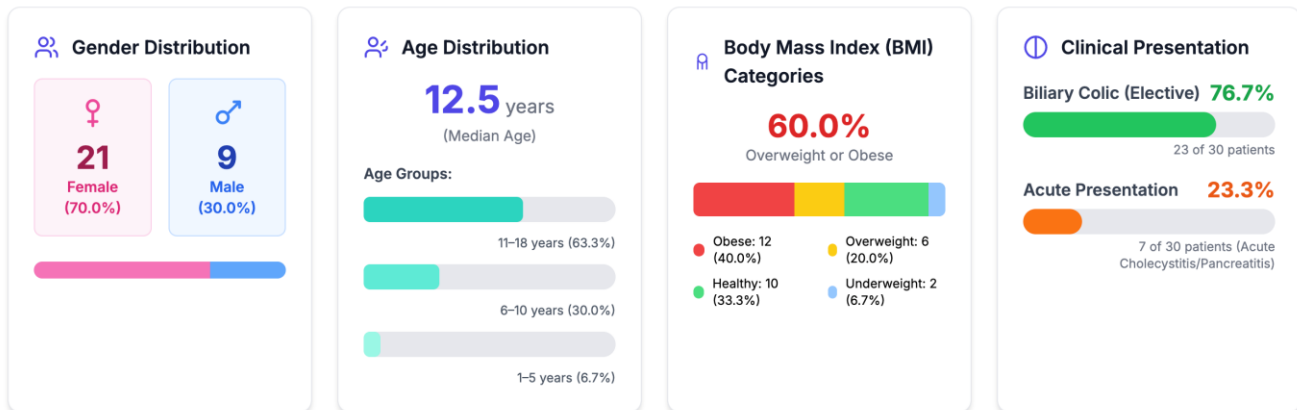 Gender Distribution
21
Female
(70.0%)
9
Male
(30.0%)
Age Distribution
12.5 years
(Median Age)
Age Groups:
11–18 years (63.3%)
6–10 years (30.0%)
1–5 years (6.7%)
Body Mass Index (BMI)
Categories
60.0%
Overweight or Obese
Obese: 12
(40.0%)
Overweight: 6
(20.0%)
Healthy: 10
(33.3%)
Underweight: 2
(6.7%)
Clinical Presentation
Biliary Colic (Elective) 76.7%
23 of 30 patients
Acute Presentation 23.3%
7 of 30 patients (Acute
Cholecystitis/Pancreatitis)